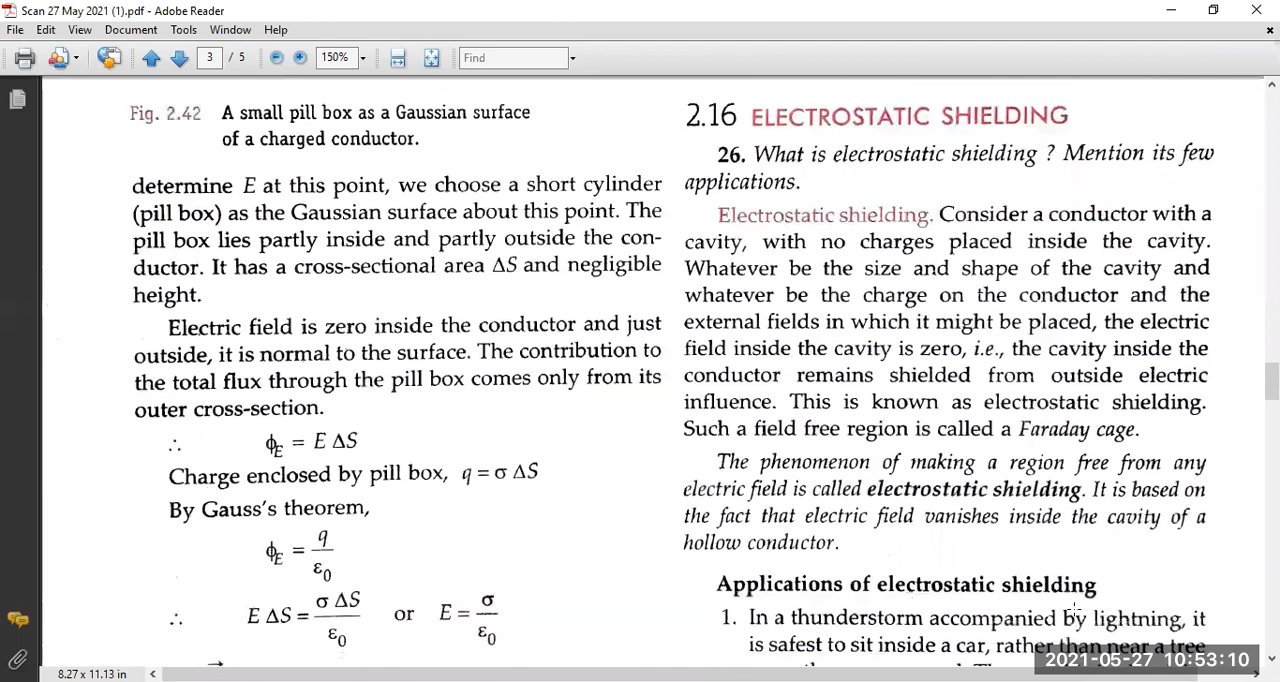 Scan 27 May 2021 (1).pdf - Adobe Reader
File Edit View Document Tools Window Help
3 / 5 150% Find
Fig. 2.42 A small pill box as a Gaussian surface
of a charged conductor.
determine E at this point, we choose a short cylinder
(pill box) as the Gaussian surface about this point. The
pill box lies partly inside and partly outside the con-
ductor. It has a cross-sectional area ΔS and negligible
height.
Electric field is zero inside the conductor and just
outside, it is normal to the surface. The contribution to
the total flux through the pill box comes only from its
outer cross-section.
∴ ϕE = E ΔS
Charge enclosed by pill box, q = σ ΔS
By Gauss's theorem,
ϕE = q / ε0
∴ E ΔS = σ ΔS / ε0 or E = σ / ε0
2.16 ELECTROSTATIC SHIELDING
26. What is electrostatic shielding ? Mention its few
applications.
Electrostatic shielding. Consider a conductor with a
cavity, with no charges placed inside the cavity.
Whatever be the size and shape of the cavity and
whatever be the charge on the conductor and the
external fields in which it might be placed, the electric
field inside the cavity is zero, i.e., the cavity inside the
conductor remains shielded from outside electric
influence. This is known as electrostatic shielding.
Such a field free region is called a Faraday cage.
The phenomenon of making a region free from any
electric field is called electrostatic shielding. It is based on
the fact that electric field vanishes inside the cavity of a
hollow conductor.
Applications of electrostatic shielding
1. In a thunderstorm accompanied by lightning, it
is safest to sit inside a car, rather than near a tree
2021-05-27 10:53:10
8.27 x 11.13 in